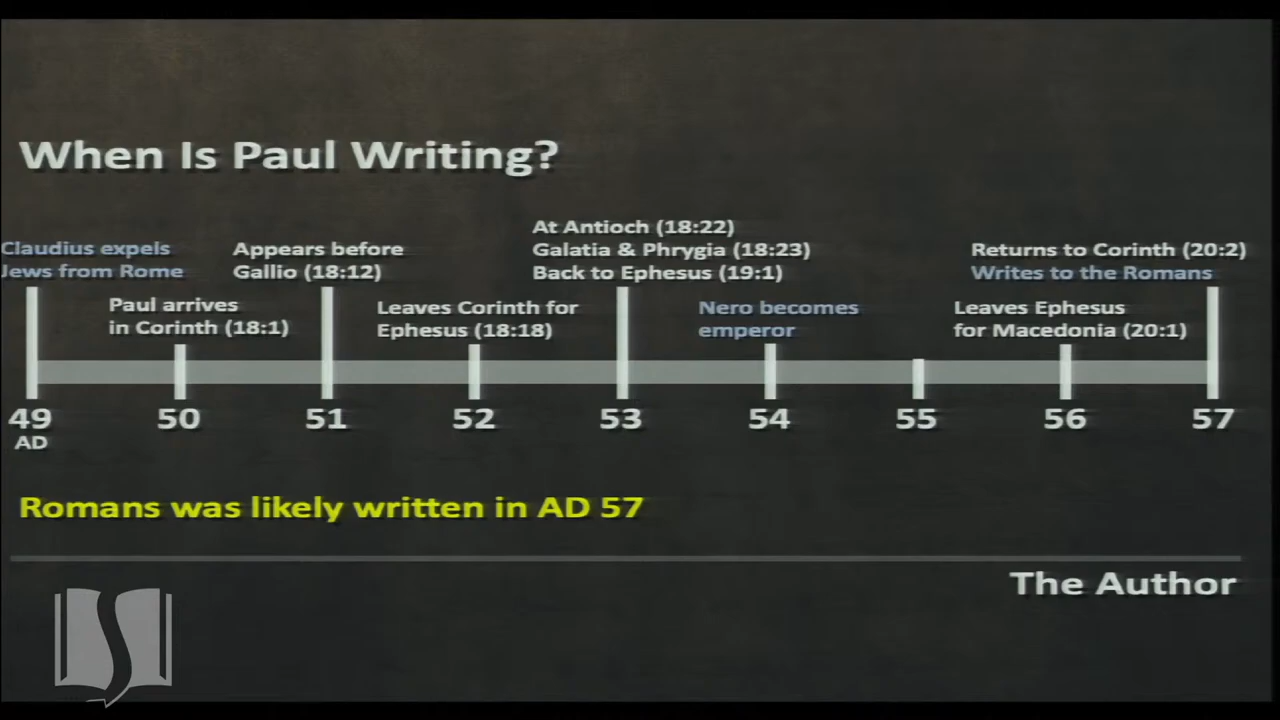 When Is Paul Writing?
Claudius expels
Jews from Rome
Paul arrives
in Corinth (18:1)
Appears before
Gallio (18:12)
Leaves Corinth for
Ephesus (18:18)
At Antioch (18:22)
Galatia & Phrygia (18:23)
Back to Ephesus (19:1)
Nero becomes
emperor
Leaves Ephesus
for Macedonia (20:1)
Returns to Corinth (20:2)
Writes to the Romans
49 50 51 52 53 54 55 56 57
AD
Romans was likely written in AD 57
The Author